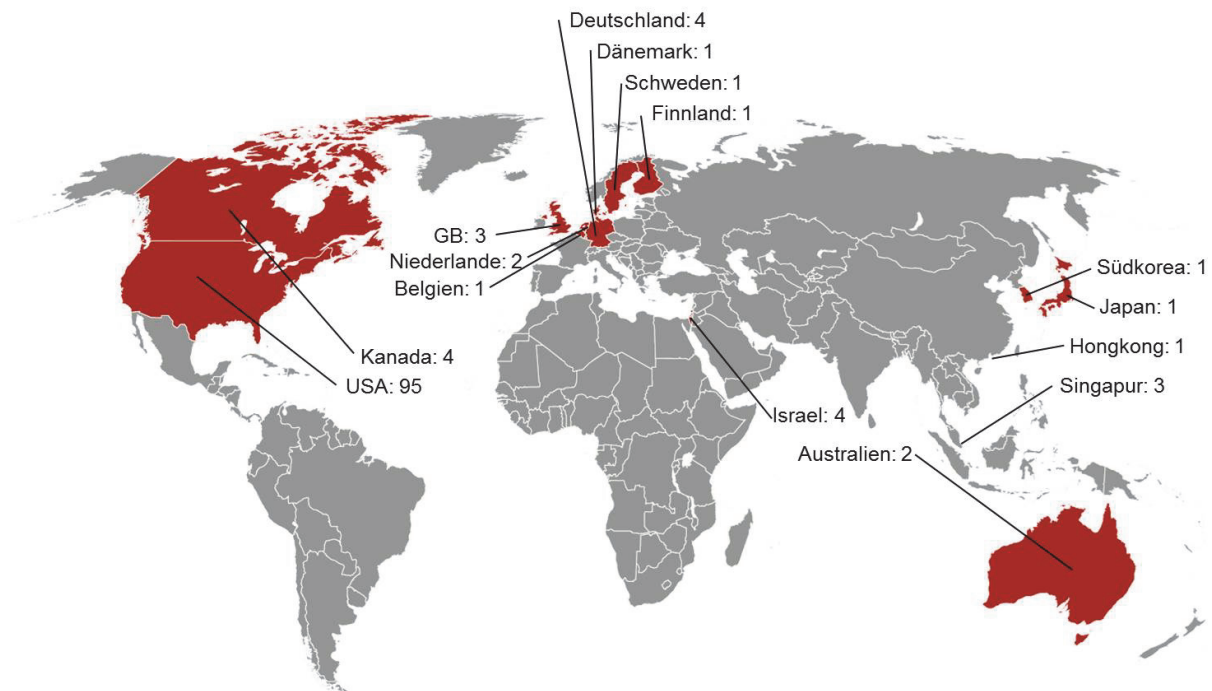 Deutschland: 4
Dänemark: 1
Schweden: 1
Finnland: 1
GB: 3
Niederlande: 2
Belgien: 1
Südkorea: 1
Japan: 1
Hongkong: 1
Kanada: 4
USA: 95
Singapur: 3
Israel: 4
Australien: 2